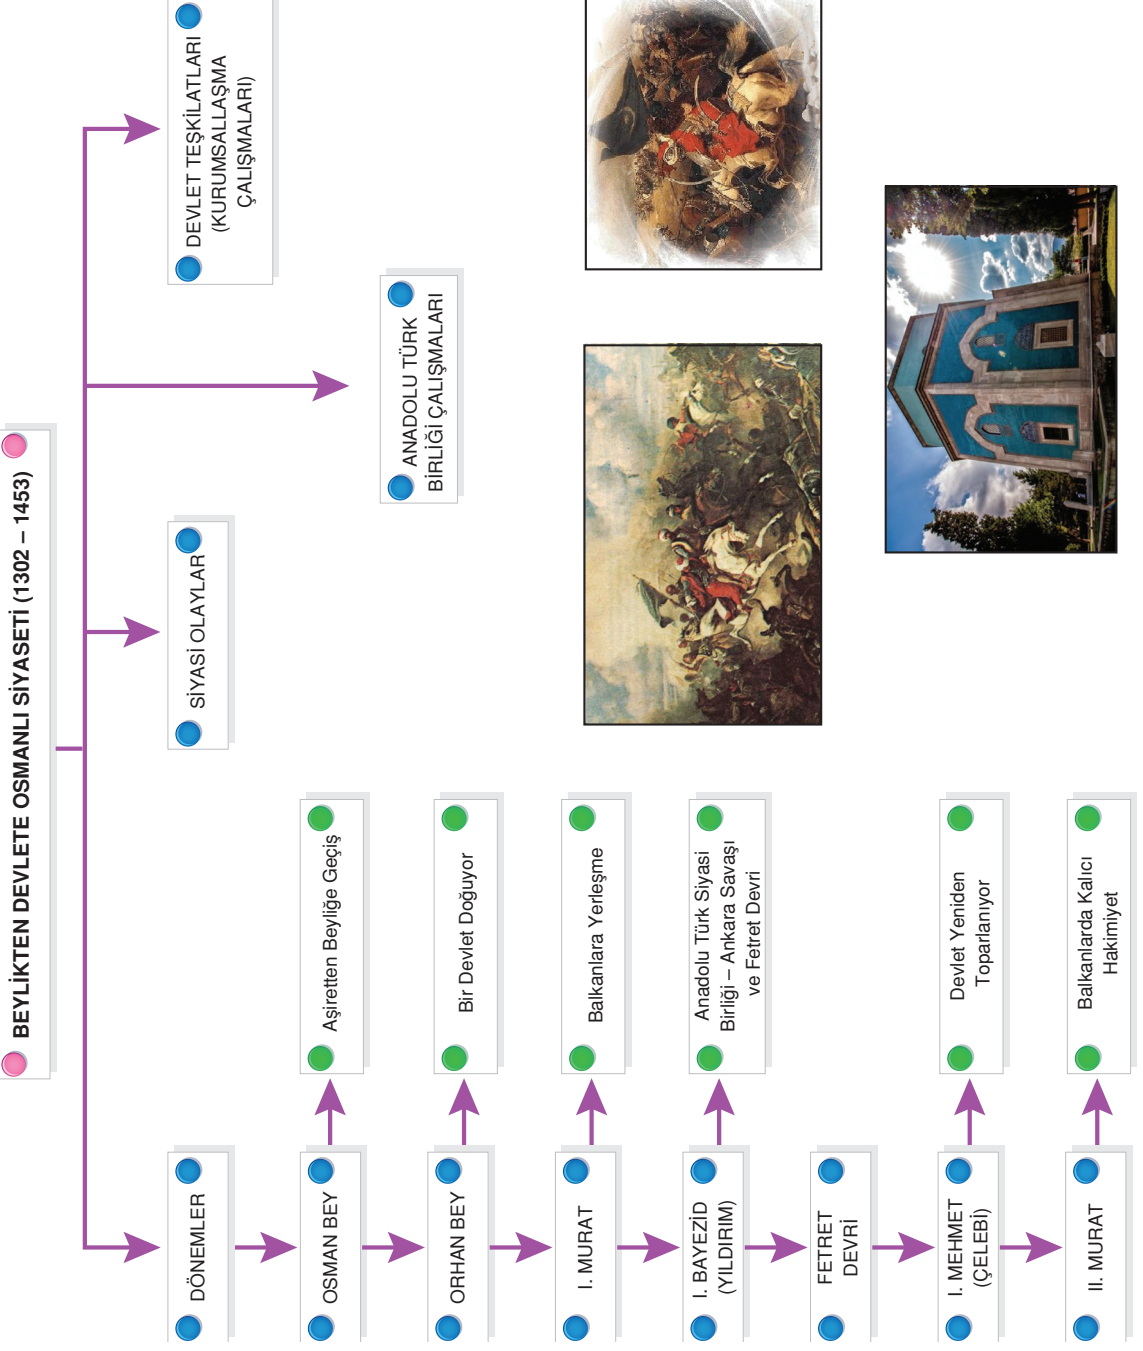 BEYLİKTEN DEVLETE OSMANLI SİYASETİ (1302 – 1453)
DÖNEMLER
SİYASİ OLAYLAR
ANADOLU TÜRK
BİRLİĞİ ÇALIŞMALARI
DEVLET TEŞKİLATLARI
(KURUMSALLAŞMA
ÇALIŞMALARI)
OSMAN BEY
Aşiretten Beyliğe Geçiş
ORHAN BEY
Bir Devlet Doğuyor
I. MURAT
Balkanlara Yerleşme
I. BAYEZİD
(YILDIRIM)
Anadolu Türk Siyasi
Birliği – Ankara Savaşı
ve Fetret Devri
FETRET
DEVRİ
I. MEHMET
(ÇELEBİ)
Devlet Yeniden
Toparlanıyor
II. MURAT
Balkanlarda Kalıcı
Hakimiyet